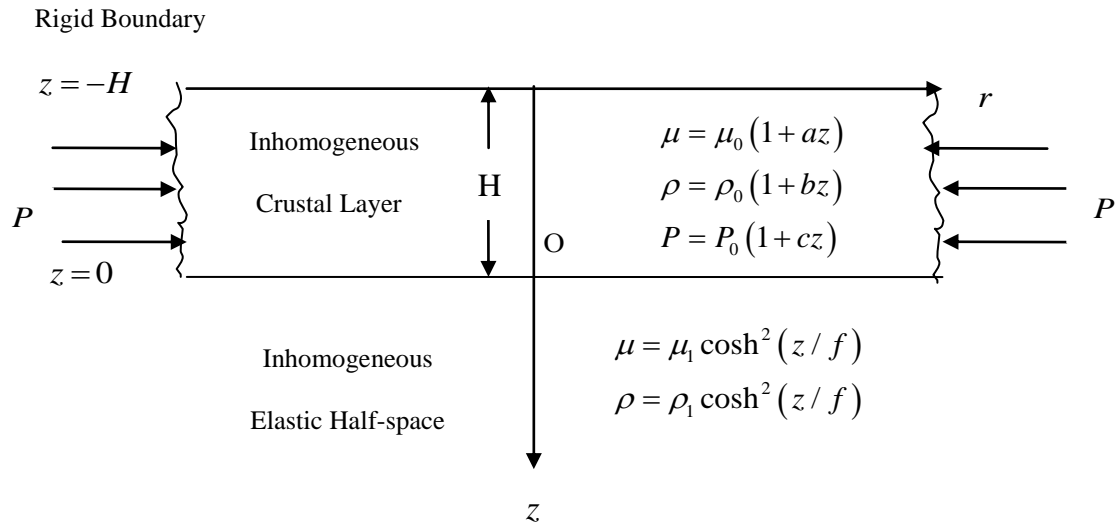 Rigid Boundary
z = −H
r
Inhomogeneous
Crustal Layer
H
μ = μ₀ (1 + az)
ρ = ρ₀ (1 + bz)
P = P₀ (1 + cz)
P
P
O
z = 0
Inhomogeneous
Elastic Half-space
μ = μ₁ cosh² (z / f)
ρ = ρ₁ cosh² (z / f)
z